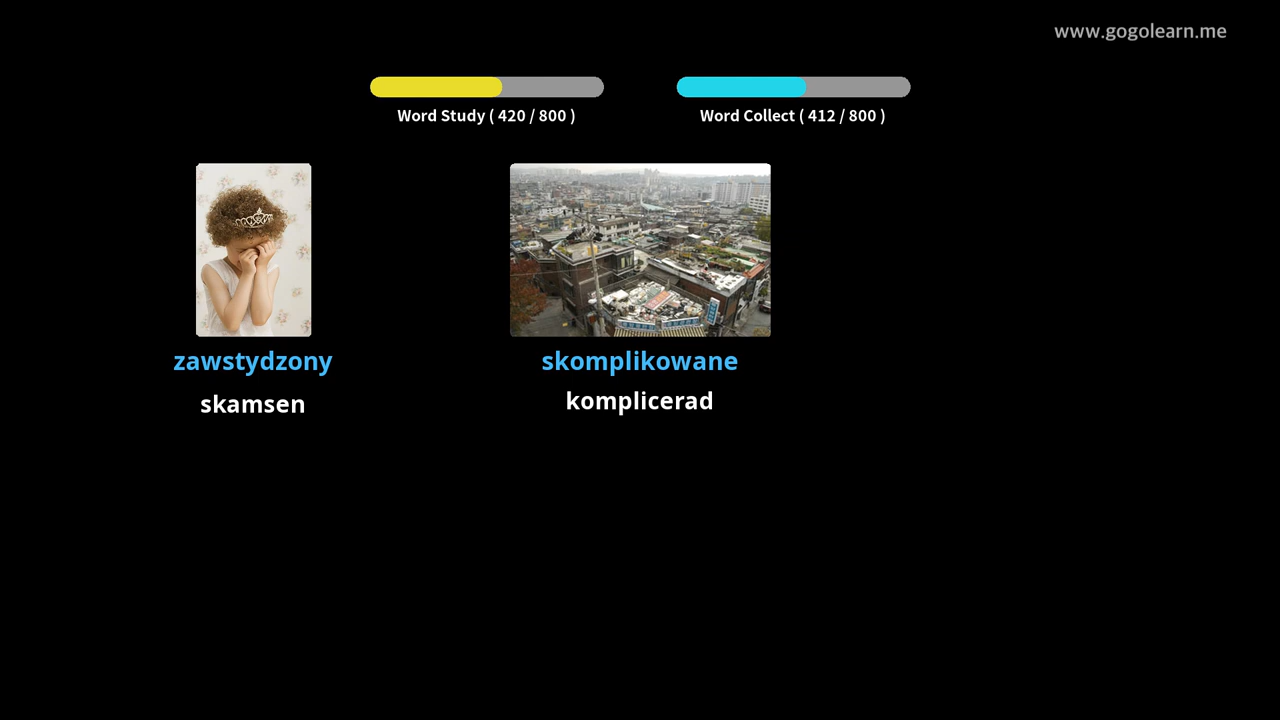 www.gogolearn.me
Word Study ( 420 / 800 )
Word Collect ( 412 / 800 )
zawstydzony
skomplikowane
skamsen
komplicerad